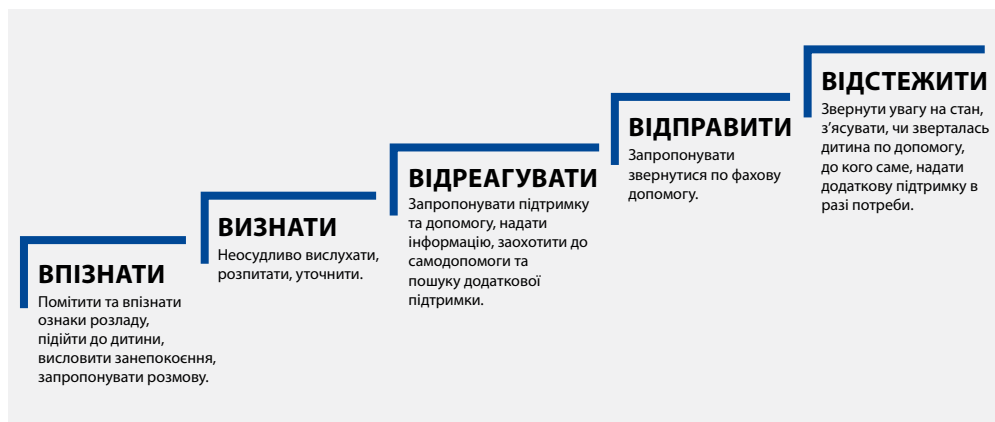 ВПІЗНАТИ
Помітити та впізнати
ознаки розладу,
підійти до дитини,
висловити занепокоєння,
запропонувати розмову.
ВИЗНАТИ
Неосудливо вислухати,
розпитати, уточнити.
ВІДРЕАГУВАТИ
Запропонувати підтримку
та допомогу, надати
інформацію, заохотити до
самодопомоги та
пошуку додаткової
підтримки.
ВІДПРАВИТИ
Запропонувати
звернутися по фахову
допомогу.
ВІДСТЕЖИТИ
Звернути увагу на стан,
з’ясувати, чи зверталась
дитина по допомогу,
до кого саме, надати
додаткову підтримку в
разі потреби.